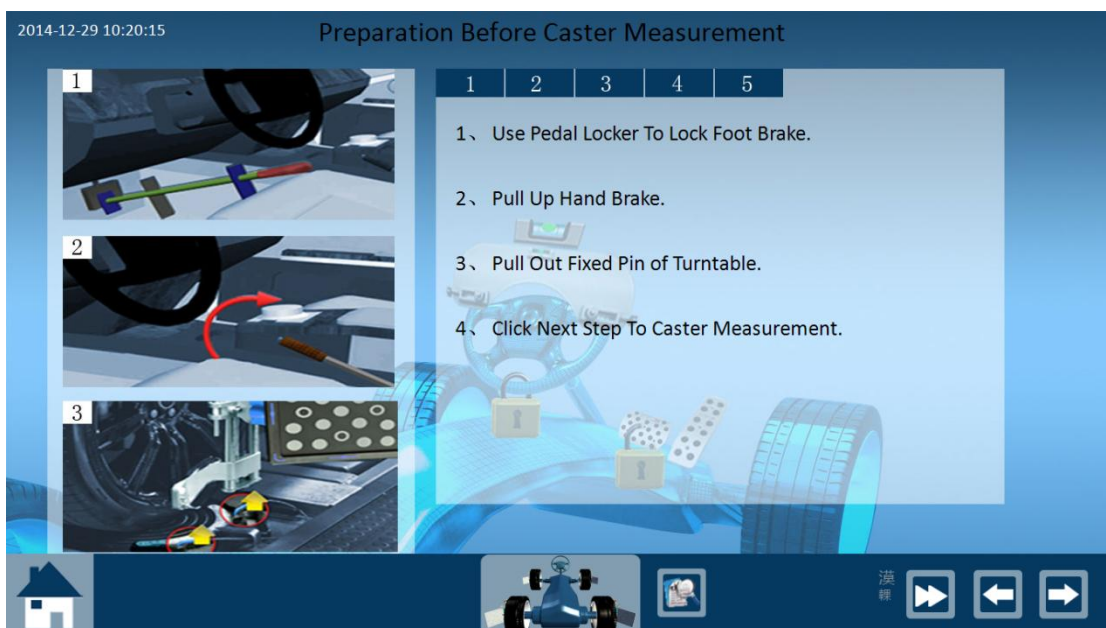 2014-12-29 10:20:15
Preparation Before Caster Measurement
1
2
3
1 2 3 4 5
1、 Use Pedal Locker To Lock Foot Brake.
2、 Pull Up Hand Brake.
3、 Pull Out Fixed Pin of Turntable.
4、 Click Next Step To Caster Measurement.